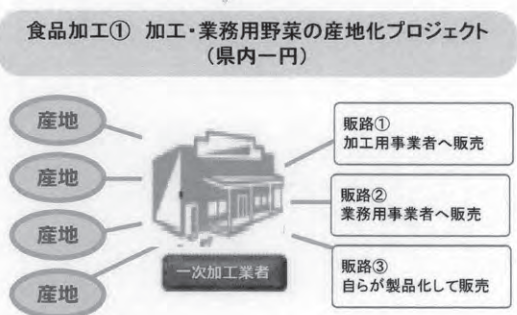 食品加工① 加工・業務用野菜の産地化プロジェクト
（県内一円）
産地
産地
産地
産地
一次加工業者
販路①
加工用事業者へ販売
販路②
業務用事業者へ販売
販路③
自らが製品化して販売